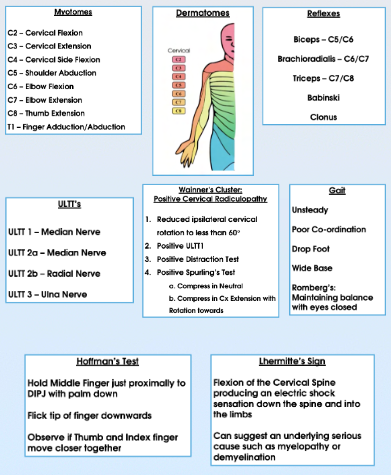 Myotomes
C2 – Cervical Flexion
C3 – Cervical Extension
C4 – Cervical Side Flexion
C5 – Shoulder Abduction
C6 – Elbow Flexion
C7 – Elbow Extension
C8 – Thumb Extension
T1 – Finger Adduction/Abduction
Dermatomes
Cervical
C2
C3
C4
C5
C6
C7
C8
Reflexes
Biceps – C5/C6
Brachioradialis – C6/C7
Triceps – C7/C8
Babinski
Clonus
ULTT's
ULTT 1 – Median Nerve
ULTT 2a – Median Nerve
ULTT 2b – Radial Nerve
ULTT 3 – Ulna Nerve
Wainner's Cluster:
Positive Cervical Radiculopathy
1. Reduced ipsilateral cervical
rotation to less than 60°
2. Positive ULTT1
3. Positive Distraction Test
4. Positive Spurling's Test
a. Compress in Neutral
b. Compress in Cx Extension with
Rotation towards
Gait
Unsteady
Poor Co-ordination
Drop Foot
Wide Base
Romberg's:
Maintaining balance
with eyes closed
Hoffman's Test
Hold Middle Finger just proximally to
DIPJ with palm down
Flick tip of finger downwards
Observe if Thumb and Index finger
move closer together
Lhermitte's Sign
Flexion of the Cervical Spine
producing an electric shock
sensation down the spine and into
the limbs
Can suggest an underlying serious
cause such as myelopathy or
demyelination